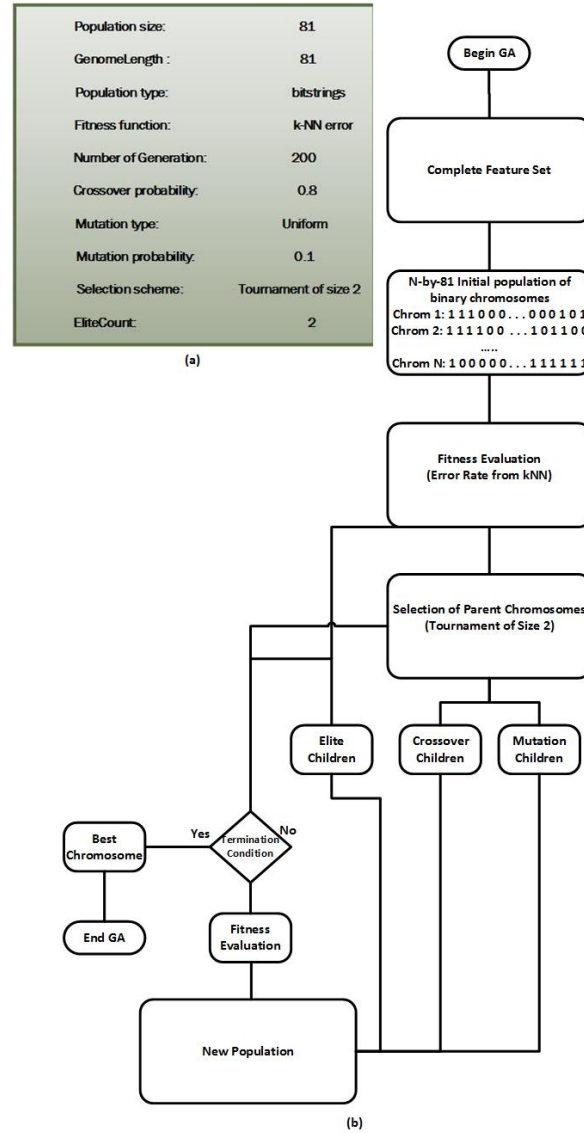 Population size: 81
GenomeLength : 81
Population type: bitstrings
Fitness function: k-NN error
Number of Generation: 200
Crossover probability: 0.8
Mutation type: Uniform
Mutation probability: 0.1
Selection scheme: Tournament of size 2
EliteCount: 2
(a)
Begin GA
Complete Feature Set
N-by-81 Initial population of
binary chromosomes
Chrom 1: 1 1 1 0 0 0 . . . 0 0 0 1 0 1
Chrom 2: 1 1 1 1 0 0 . . . 1 0 1 1 0 0
.....
Chrom N: 1 0 0 0 0 0 . . . 1 1 1 1 1 1
Fitness Evaluation
(Error Rate from kNN)
Selection of Parent Chromosomes
(Tournament of Size 2)
Elite
Children
Crossover
Children
Mutation
Children
Yes
No
Termination
Condition
Best
Chromosome
End GA
Fitness
Evaluation
New Population
(b)